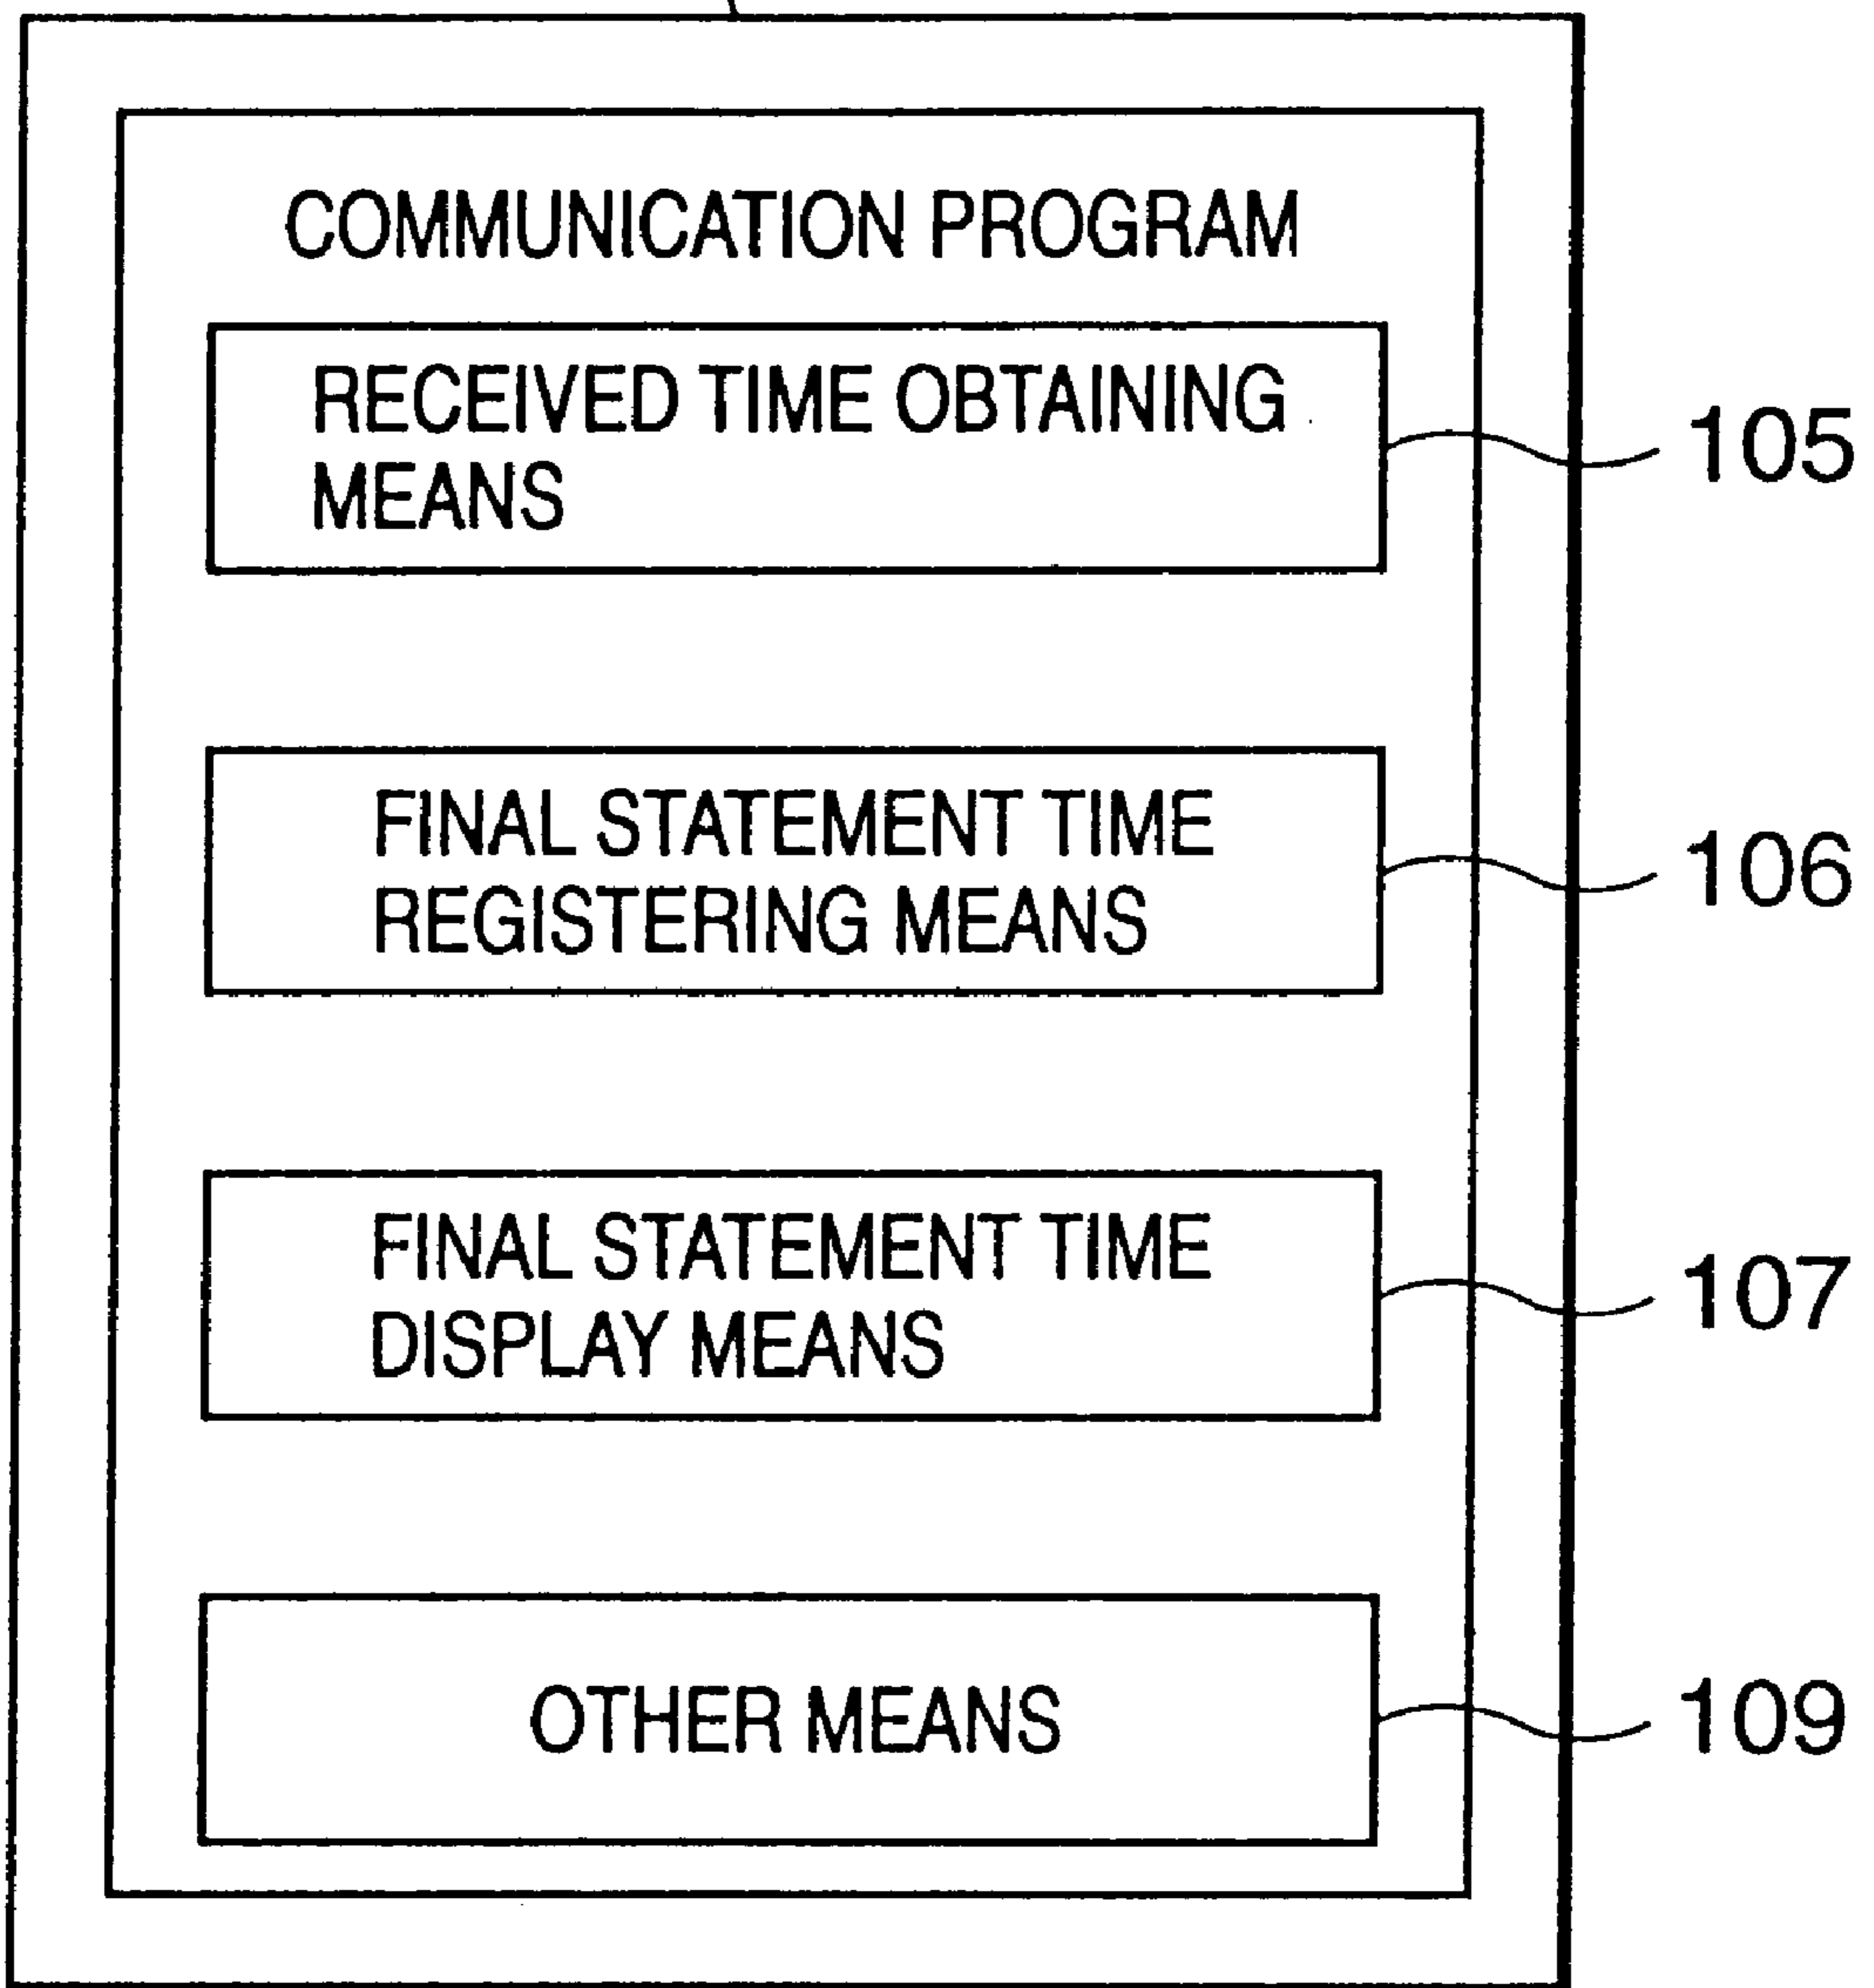 COMMUNICATION PROGRAM
RECEIVED TIME OBTAINING
MEANS
105
FINAL STATEMENT TIME
REGISTERING MEANS
106
FINAL STATEMENT TIME
DISPLAY MEANS
107
OTHER MEANS
109